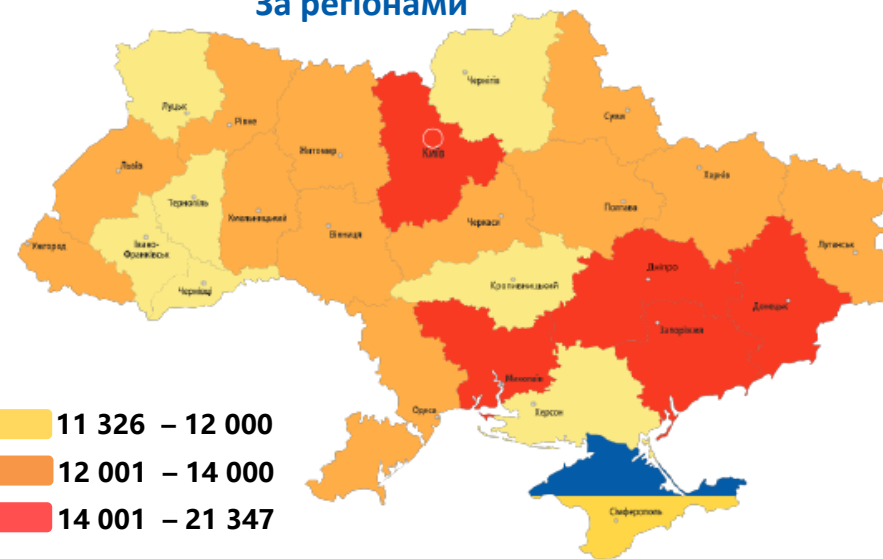 За регіонами
Чернігів
Луцьк
Рівне
Суми
Житомир
Київ
Львів
Харків
Тернопіль
Хмельницький
Полтава
Черкаси
Вінниця
Ужгород
Івано-
Франківськ
Луганськ
Дніпро
Кропивницький
Чернівці
Донецьк
Запоріжжя
Миколаїв
Одеса
Херсон
Сімферополь
11 326 – 12 000
12 001 – 14 000
14 001 – 21 347